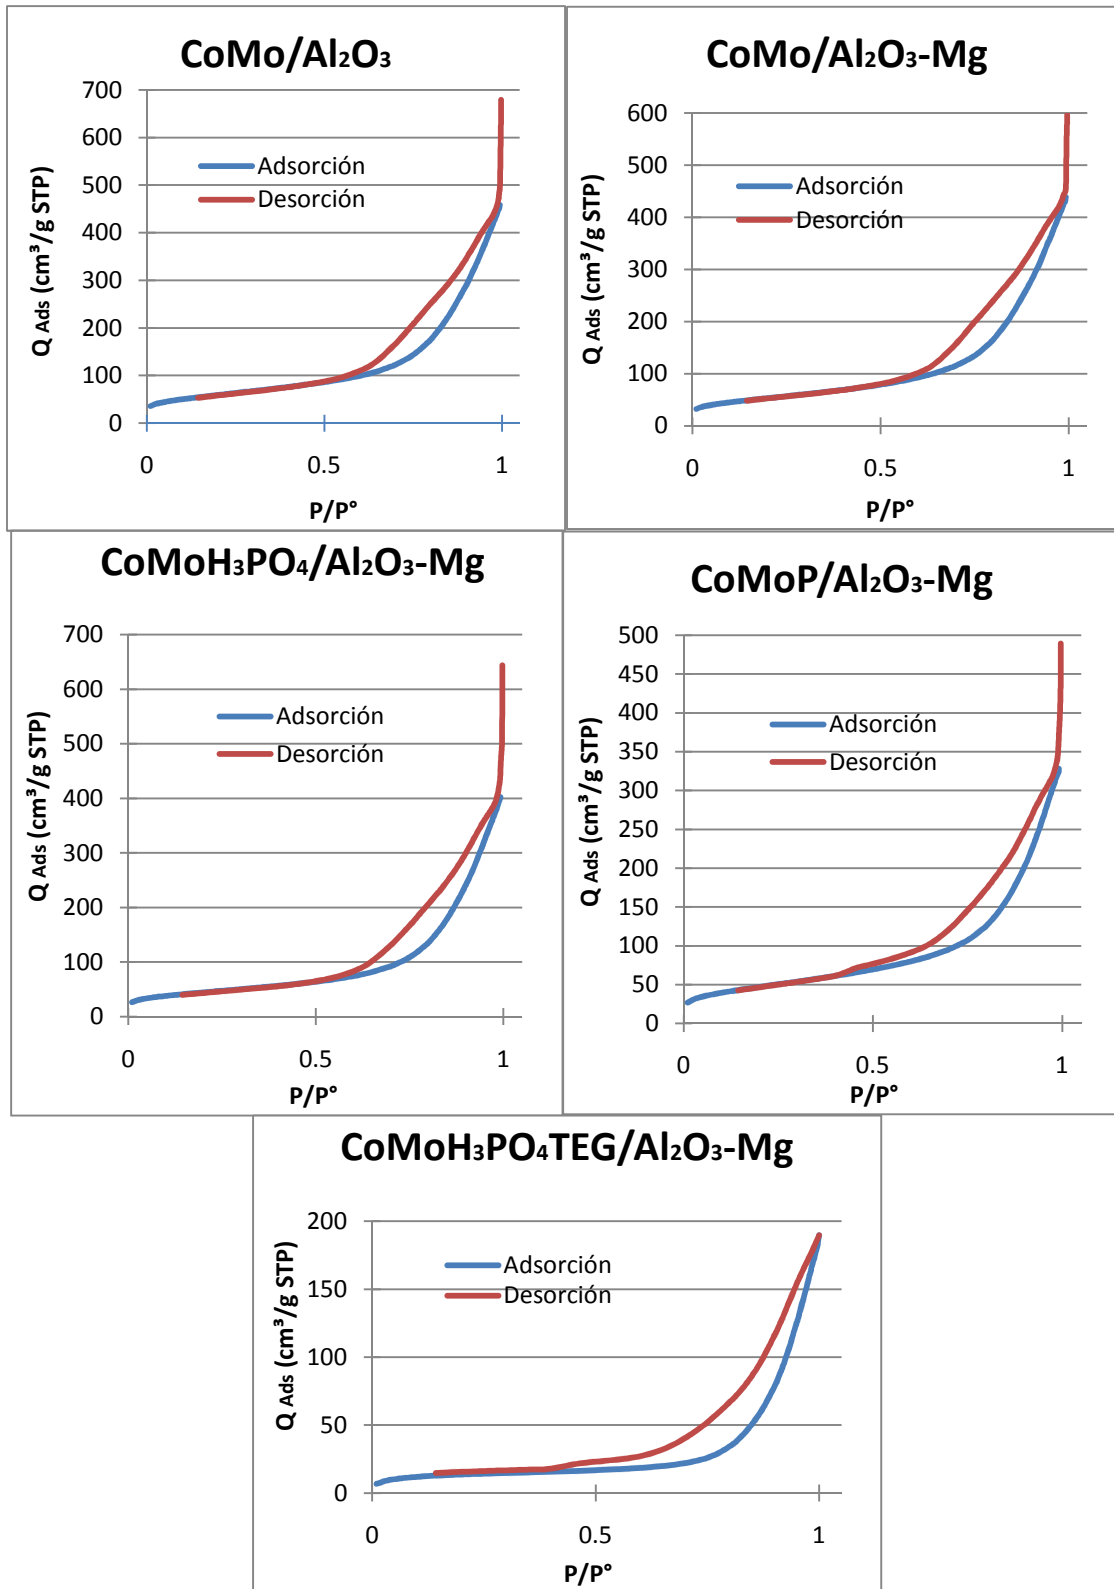 CoMo/Al₂O₃
700
600
500
400
300
200
100
0
Q Ads (cm³/g STP)
Adsorción
Desorción
0
0.5
1
P/P°
CoMo/Al₂O₃-Mg
600
500
400
300
200
100
0
Q Ads (cm³/g STP)
Adsorción
Desorción
0
0.5
1
P/P°
CoMoH₃PO₄/Al₂O₃-Mg
700
600
500
400
300
200
100
0
Q Ads (cm³/g STP)
Adsorción
Desorción
0
0.5
1
P/P°
CoMoP/Al₂O₃-Mg
500
450
400
350
300
250
200
150
100
50
0
Q Ads (cm³/g STP)
Adsorción
Desorción
0
0.5
1
P/P°
CoMoH₃PO₄TEG/Al₂O₃-Mg
200
150
100
50
0
Q Ads (cm³/g STP)
Adsorción
Desorción
0
0.5
1
P/P°